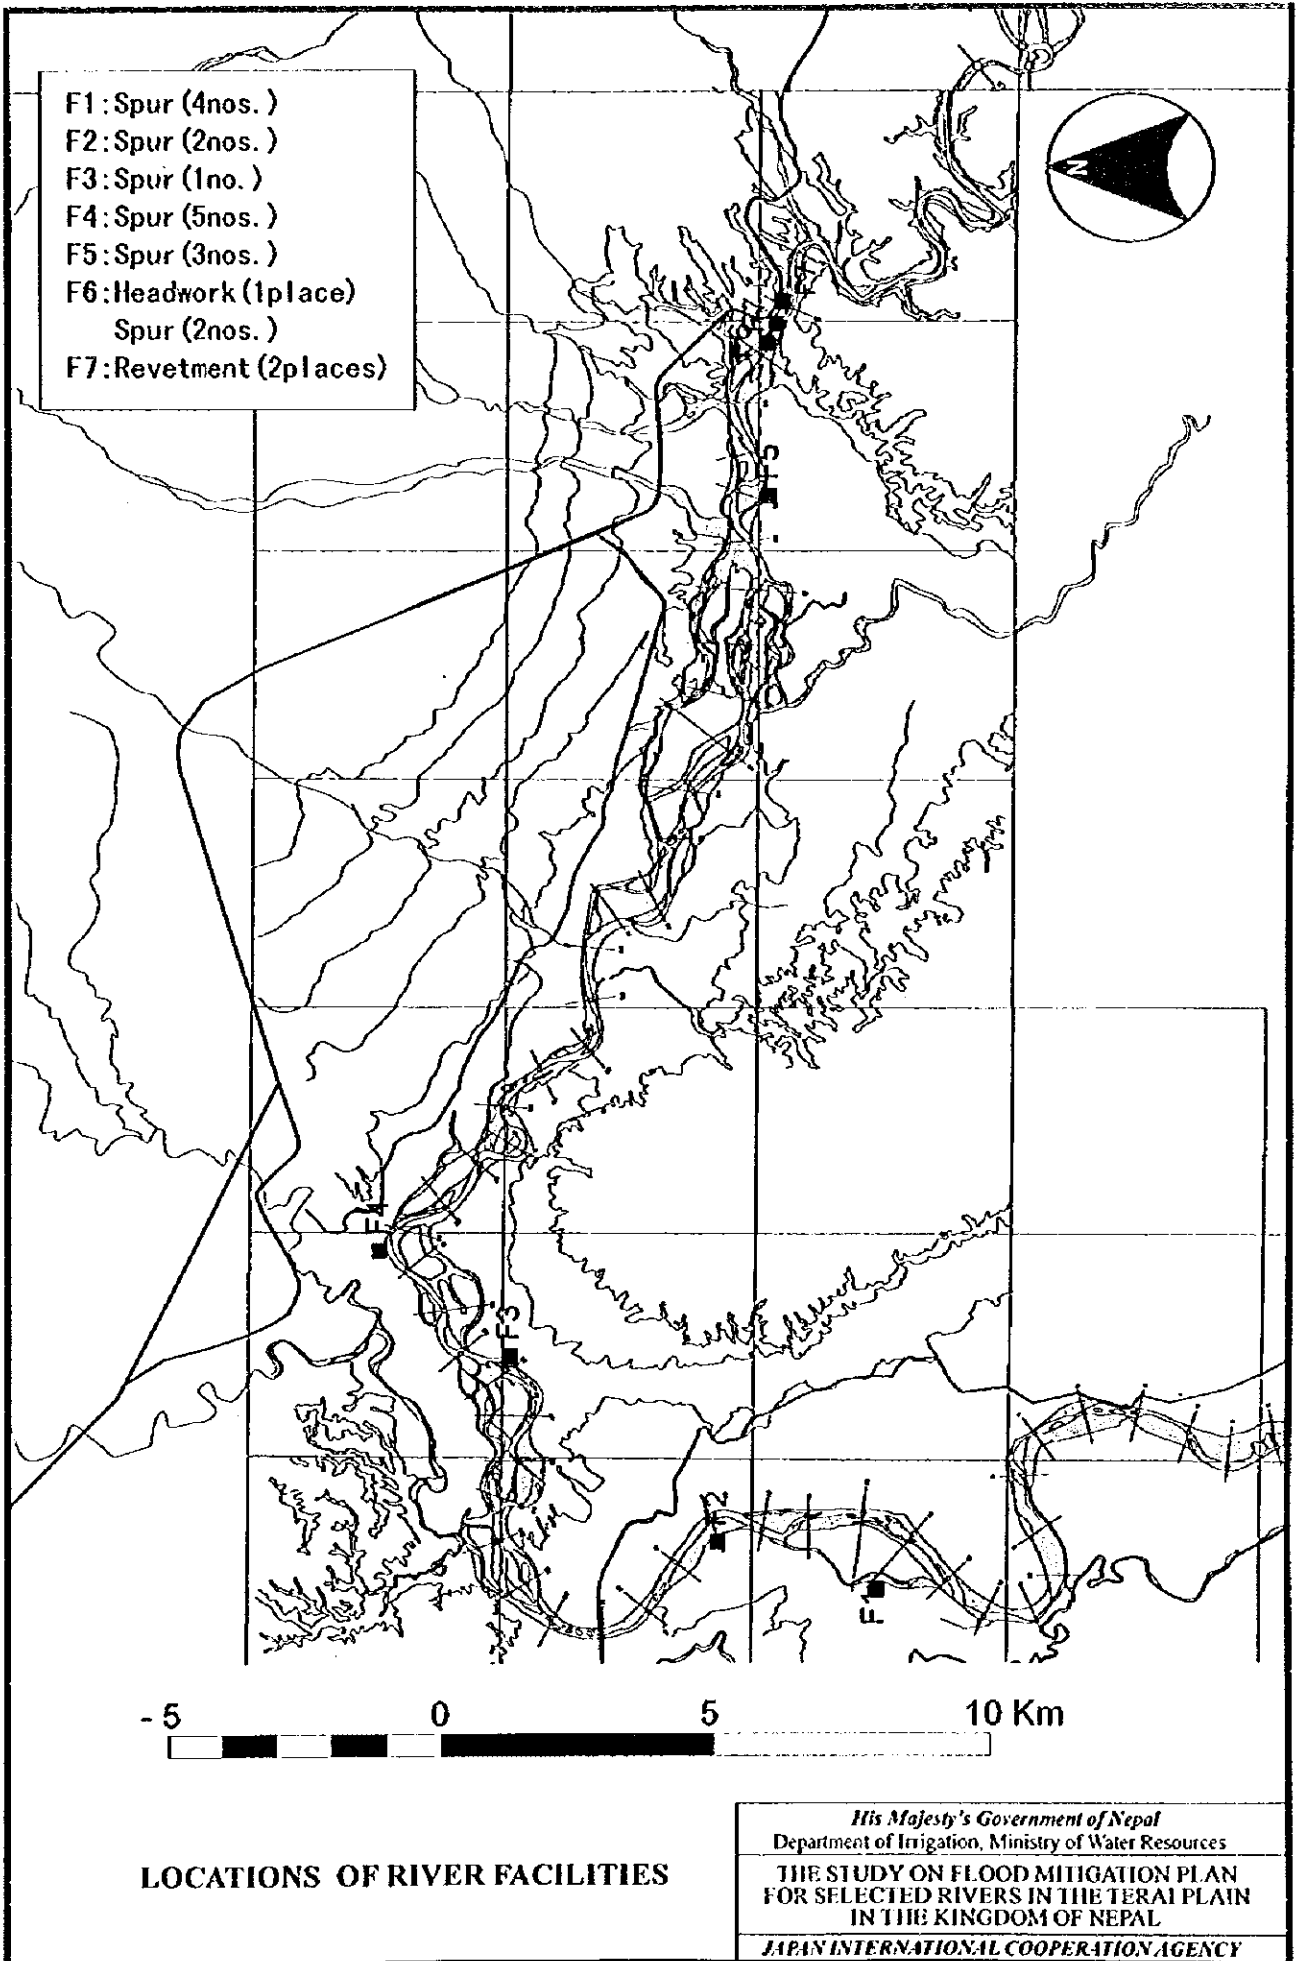 F1:Spur(4nos.)
F2:Spur(2nos.)
F3:Spur(1no.)
F4:Spur(5nos.)
F5:Spur(3nos.)
F6:Headwork(1place)
Spur(2nos.)
F7:Revetment(2places)
N
F5
F4
F3
F2
F1
- 5 0 5 10 Km
LOCATIONS OF RIVER FACILITIES
His Majesty's Government of Nepal
Department of Irrigation, Ministry of Water Resources
THE STUDY ON FLOOD MITIGATION PLAN
FOR SELECTED RIVERS IN THE TERAI PLAIN
IN THE KINGDOM OF NEPAL
JAPAN INTERNATIONAL COOPERATION AGENCY